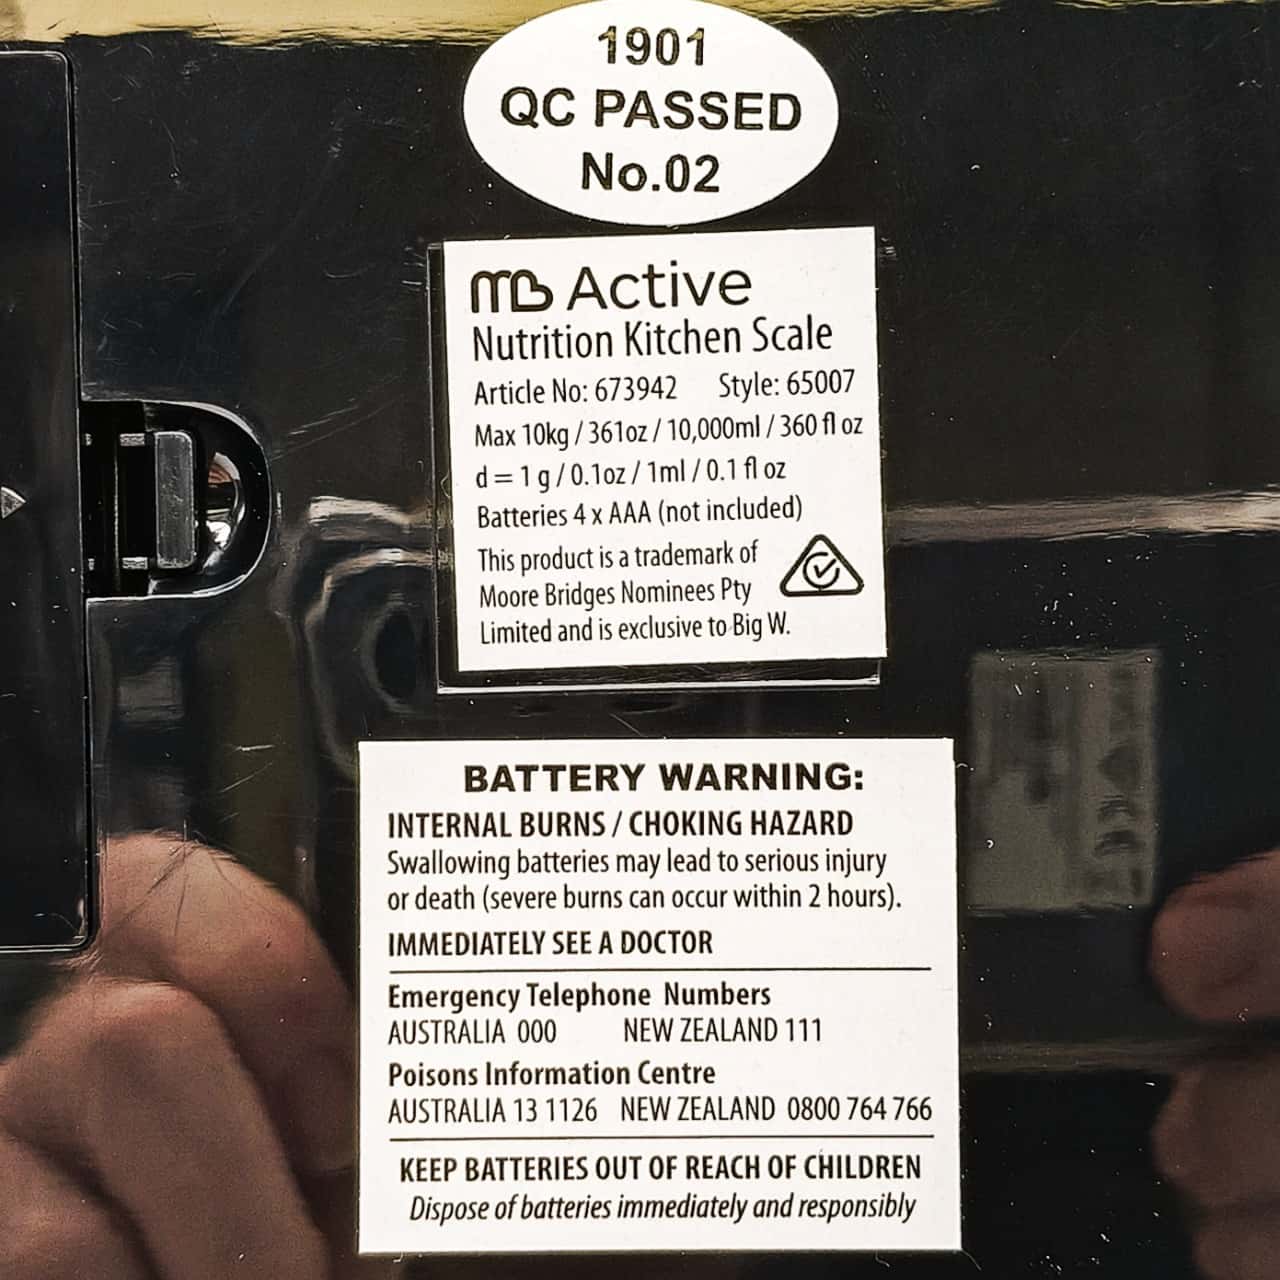 1901
QC PASSED
No.02
mb Active
Nutrition Kitchen Scale
Article No: 673942 Style: 65007
Max 10kg / 361oz / 10,000ml / 360 fl oz
d = 1 g / 0.1oz / 1ml / 0.1 fl oz
Batteries 4 x AAA (not included)
This product is a trademark of
Moore Bridges Nominees Pty
Limited and is exclusive to Big W.
BATTERY WARNING:
INTERNAL BURNS / CHOKING HAZARD
Swallowing batteries may lead to serious injury
or death (severe burns can occur within 2 hours).
IMMEDIATELY SEE A DOCTOR
Emergency Telephone Numbers
AUSTRALIA 000 NEW ZEALAND 111
Poisons Information Centre
AUSTRALIA 13 1126 NEW ZEALAND 0800 764 766
KEEP BATTERIES OUT OF REACH OF CHILDREN
Dispose of batteries immediately and responsibly